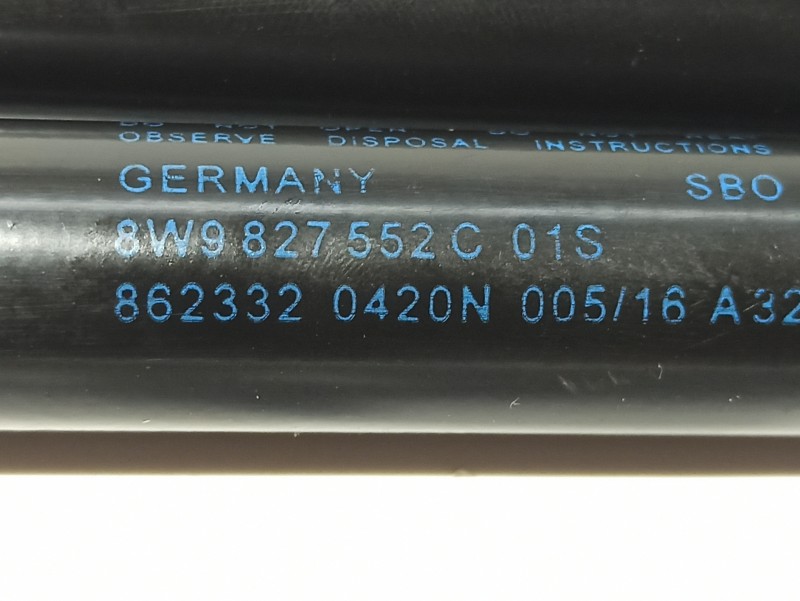 OBSERVE DISPOSAL INSTRUCTIONS
GERMANY SBO
8W9 827 552 C 01S
862332 0420N 005/16 A32